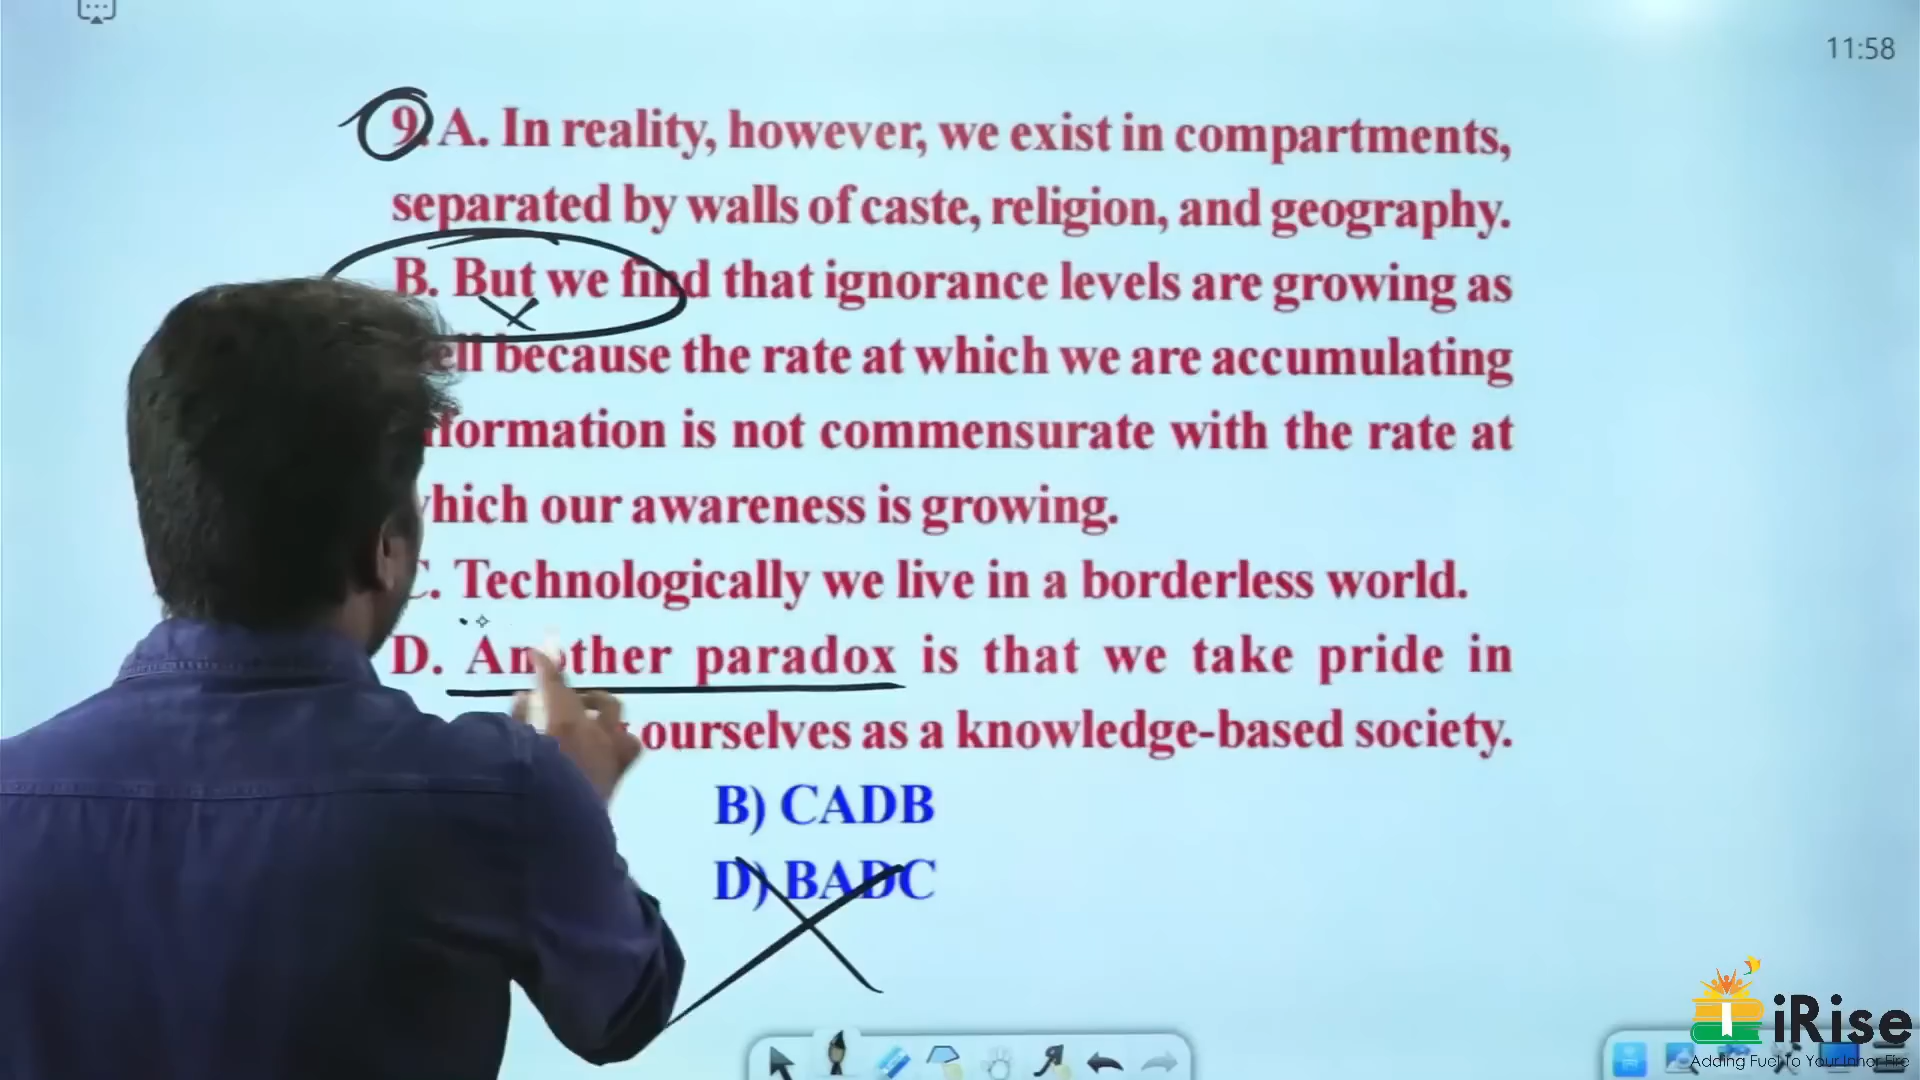 11:58
9. A. In reality, however, we exist in compartments,
separated by walls of caste, religion, and geography.
B. But we find that ignorance levels are growing as
because the rate at which we are accumulating
is not commensurate with the rate at
our awareness is growing.
C. Technologically we live in a borderless world.
D. Another paradox is that we take pride in
ourselves as a knowledge-based society.
B) CADB
D) BADC
iRise
Adding Fuel To Your Inner Fire